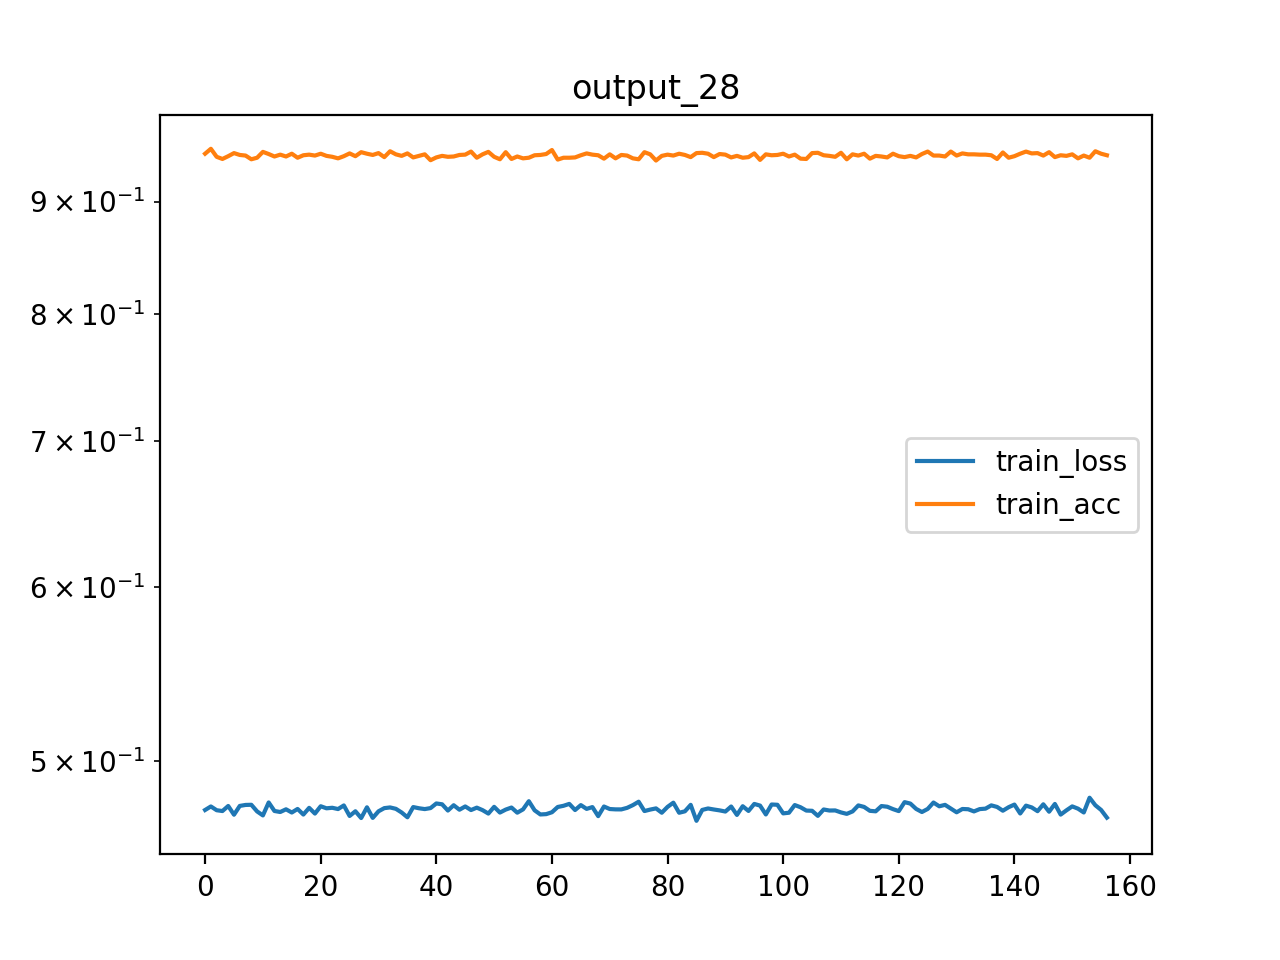 output_28
9 × 10⁻¹
8 × 10⁻¹
7 × 10⁻¹
6 × 10⁻¹
5 × 10⁻¹
train_loss
train_acc
0 20 40 60 80 100 120 140 160